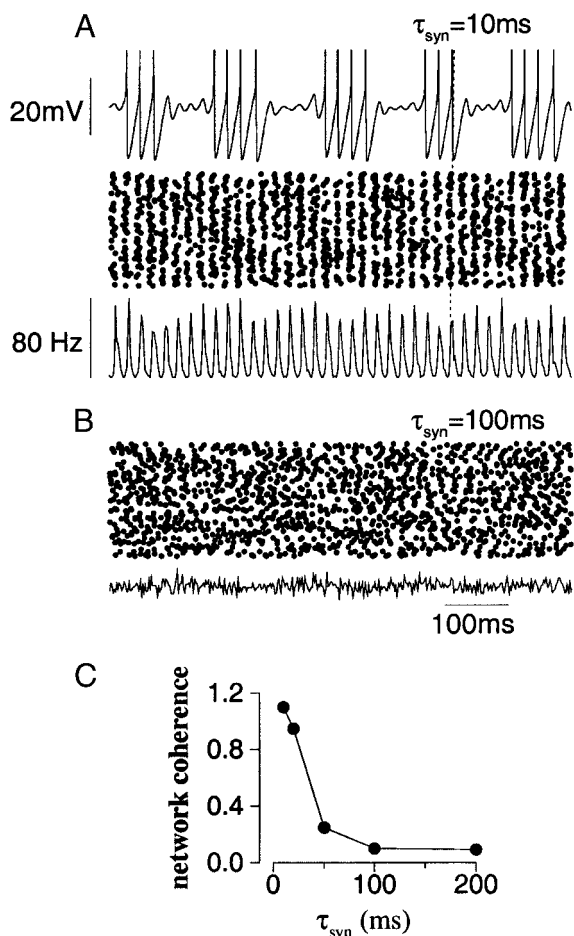 A
τsyn=10ms
20mV
80 Hz
B
τsyn=100ms
100ms
C
network coherence
1.2
0.8
0.4
0.0
0 100 200
τsyn (ms)